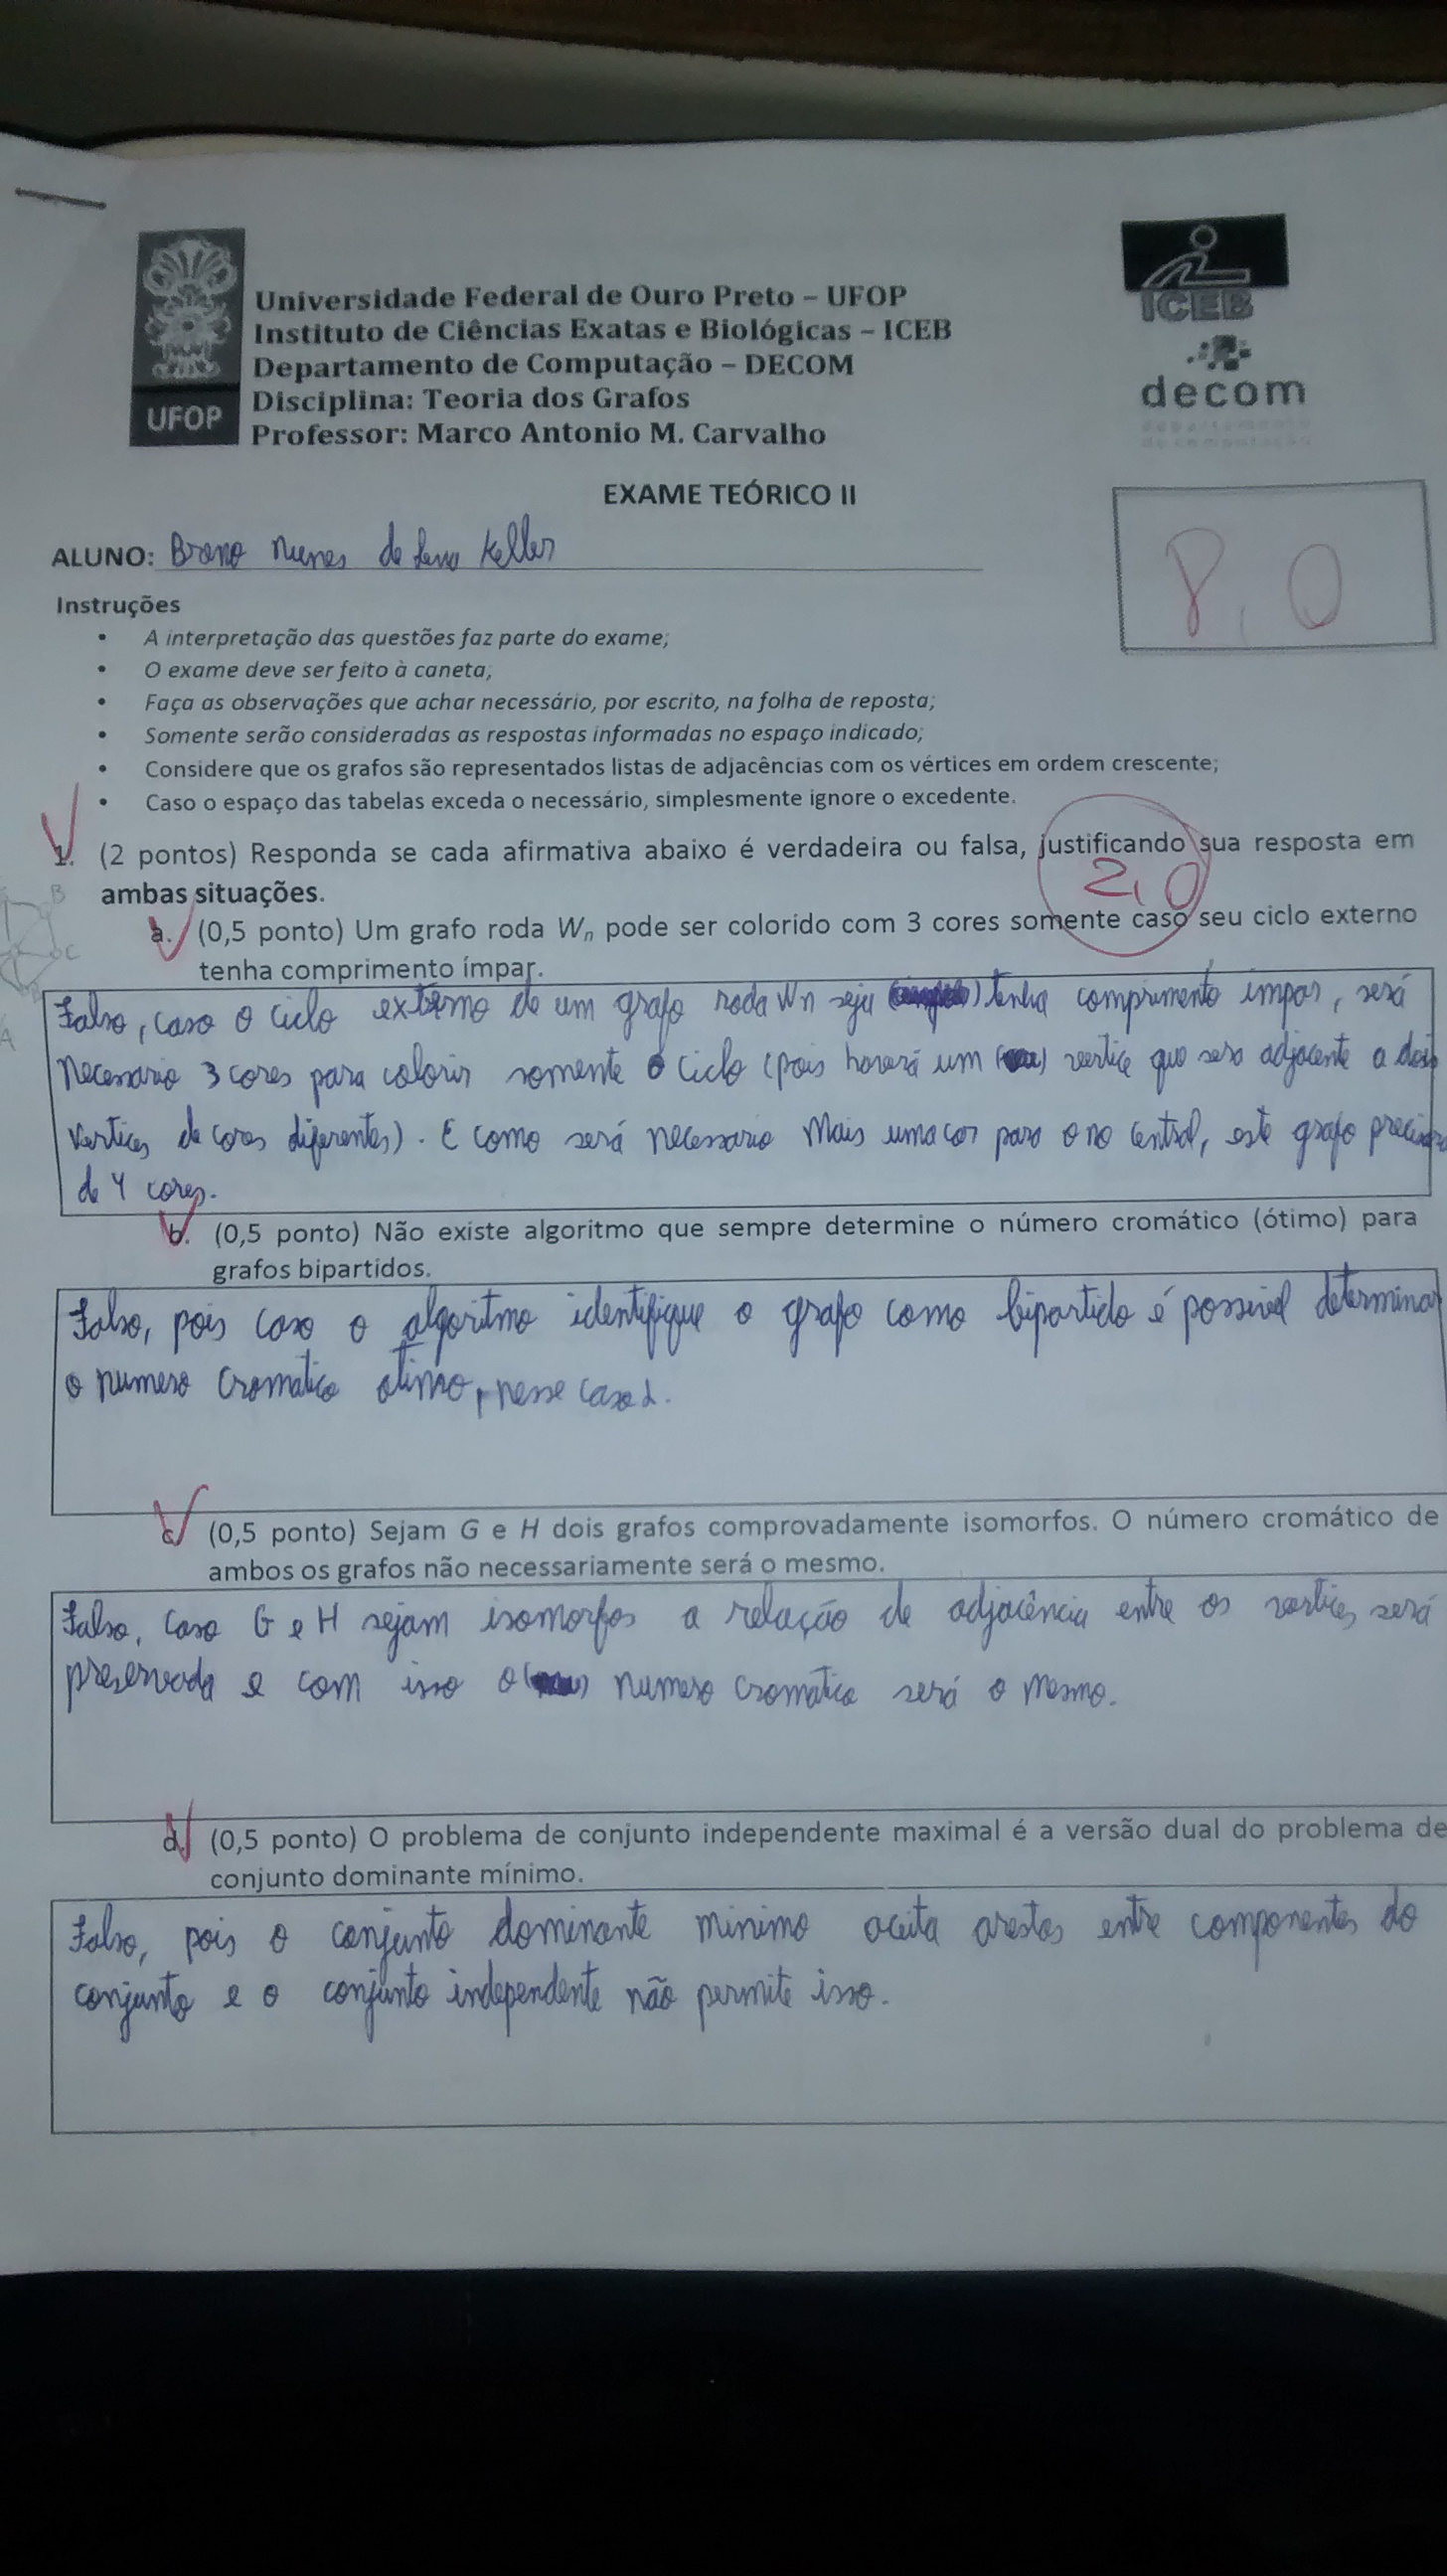 UFOP
Universidade Federal de Ouro Preto – UFOP
Instituto de Ciências Exatas e Biológicas – ICEB
Departamento de Computação – DECOM
Disciplina: Teoria dos Grafos
Professor: Marco Antonio M. Carvalho
ICEB
decom
departamento
de computação
EXAME TEÓRICO II
8,0
ALUNO: Breno Nunes de Sena Keller
Instruções
• A interpretação das questões faz parte do exame;
• O exame deve ser feito à caneta;
• Faça as observações que achar necessário, por escrito, na folha de reposta;
• Somente serão consideradas as respostas informadas no espaço indicado;
• Considere que os grafos são representados listas de adjacências com os vértices em ordem crescente;
• Caso o espaço das tabelas exceda o necessário, simplesmente ignore o excedente.
1. (2 pontos) Responda se cada afirmativa abaixo é verdadeira ou falsa, justificando sua resposta em
ambas situações.
2,0
B
C
A
a. (0,5 ponto) Um grafo roda Wn pode ser colorido com 3 cores somente caso seu ciclo externo
tenha comprimento ímpar.
Falso, caso o ciclo externo de um grafo roda Wn seja tenha comprimento impar, será
necessario 3 cores para colorir somente o ciclo (pois haverá um vertice que sera adjacente a dois
vertices de cores diferentes). E como será necessario mais uma cor para o no central, este grafo precisara
de 4 cores.
b. (0,5 ponto) Não existe algoritmo que sempre determine o número cromático (ótimo) para
grafos bipartidos.
Falso, pois caso o algoritmo identifique o grafo como bipartido é possivel determinar
o numero cromatico otimo, nesse caso 2.
c. (0,5 ponto) Sejam G e H dois grafos comprovadamente isomorfos. O número cromático de
ambos os grafos não necessariamente será o mesmo.
Falso, caso G e H sejam isomorfos a relação de adjacência entre os vertices será
preservada e com isso o numero cromatico será o mesmo.
d. (0,5 ponto) O problema de conjunto independente maximal é a versão dual do problema de
conjunto dominante mínimo.
Falso, pois o conjunto dominante minimo aceita arestas entre componentes do
conjunto e o conjunto independente não permite isso.